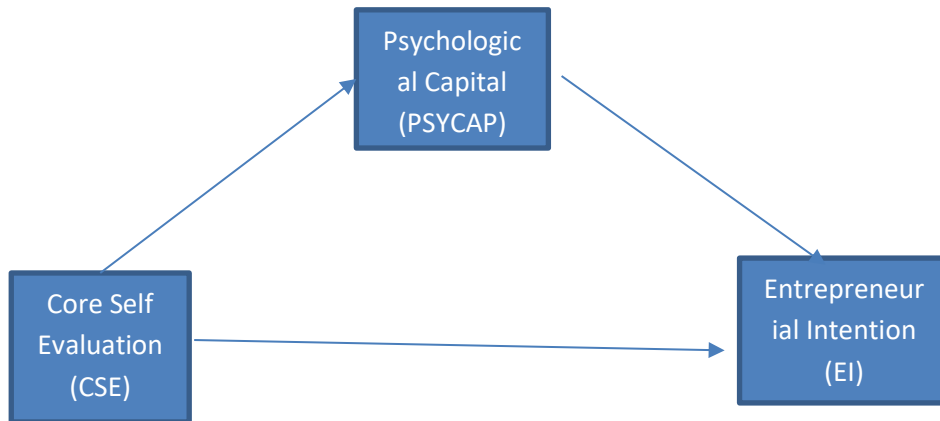 Psychologic
al Capital
(PSYCAP)
Core Self
Evaluation
(CSE)
Entrepreneur
ial Intention
(EI)